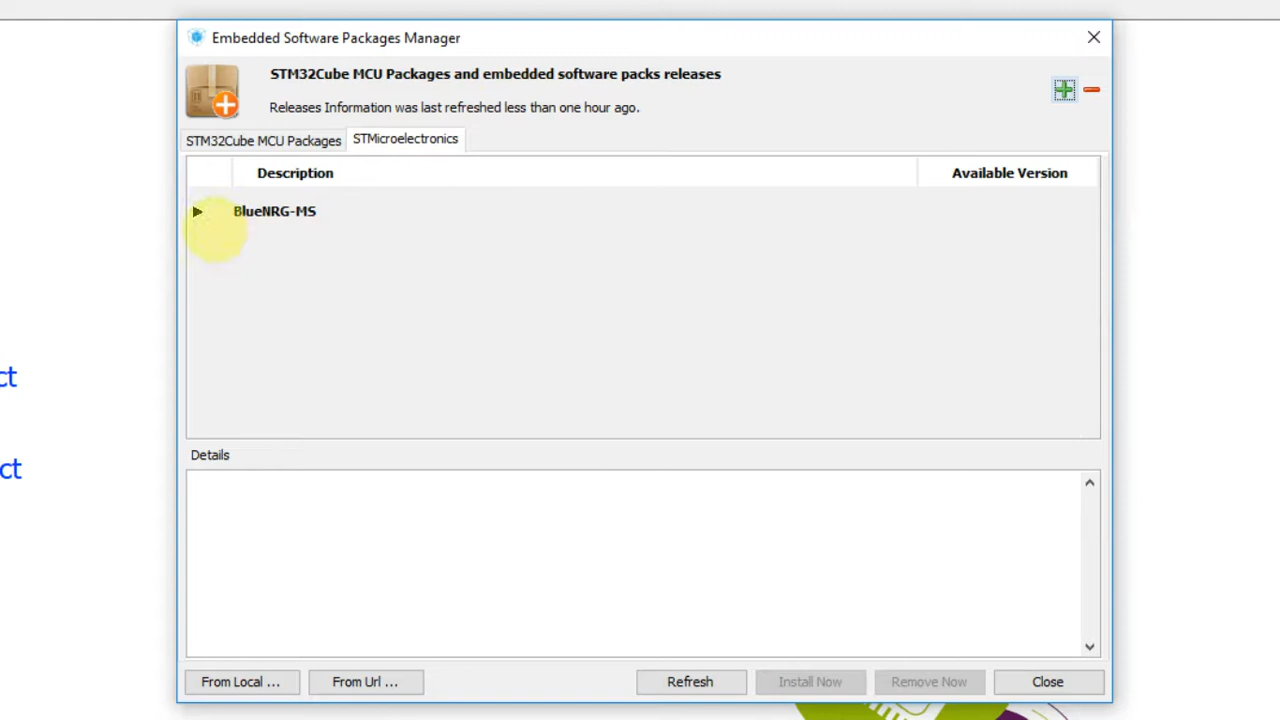 Embedded Software Packages Manager
STM32Cube MCU Packages and embedded software packs releases
Releases Information was last refreshed less than one hour ago.
STM32Cube MCU Packages STMicroelectronics
Description Available Version
BlueNRG-MS
ct
ct
Details
From Local ... From Url ... Refresh Install Now Remove Now Close